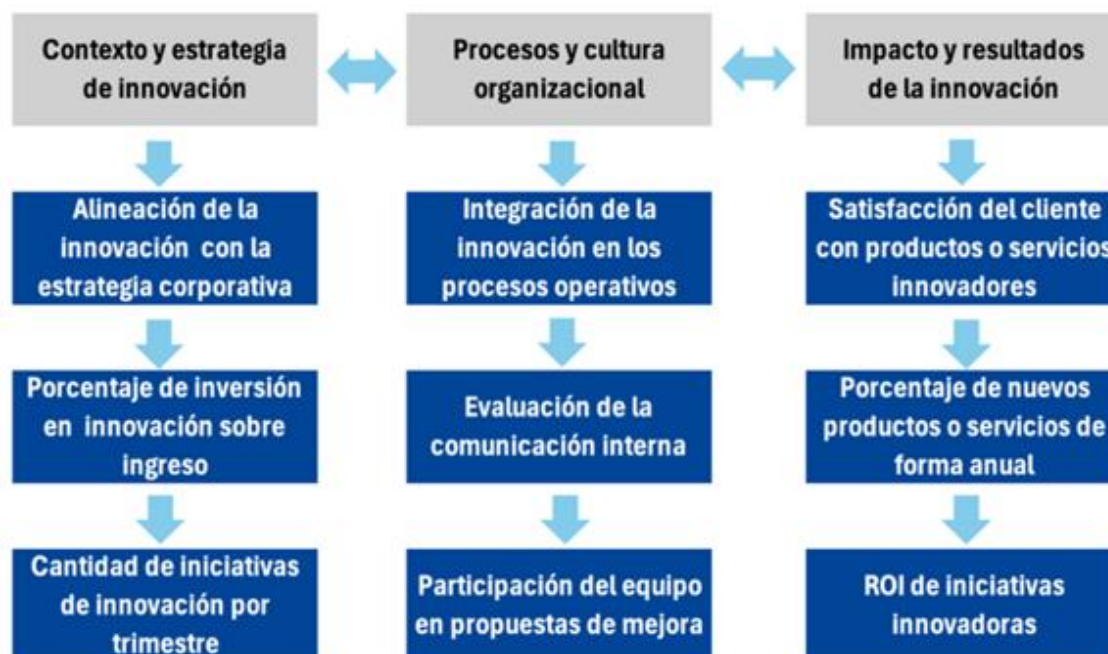 Contexto y estrategia
de innovación
Procesos y cultura
organizacional
Impacto y resultados
de la innovación
Alineación de la
innovación con la
estrategia corporativa
Integración de la
innovación en los
procesos operativos
Satisfacción del cliente
con productos o servicios
innovadores
Porcentaje de inversión
en innovación sobre
ingreso
Evaluación de la
comunicación interna
Porcentaje de nuevos
productos o servicios de
forma anual
Cantidad de iniciativas
de innovación por
trimestre
Participación del equipo
en propuestas de mejora
ROI de iniciativas
innovadoras